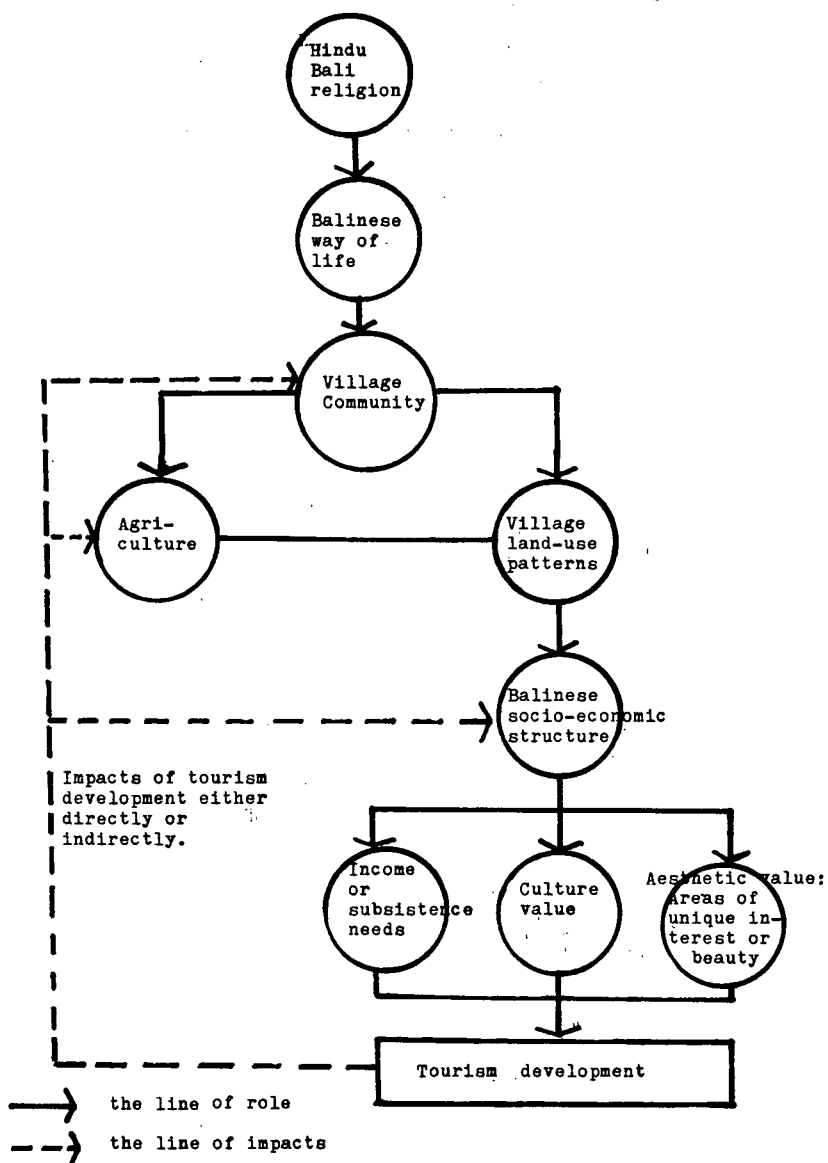 Hindu
Bali
religion
Balinese
way of
life
Village
Community
Agri-
culture
Village
land-use
patterns
Balinese
socio-economic
structure
Impacts of tourism
development either
directly or
indirectly.
Income
or
subsistence
needs
Culture
value
Aesthetic value:
Areas of
unique in-
terest or
beauty
Tourism development
the line of role
the line of impacts